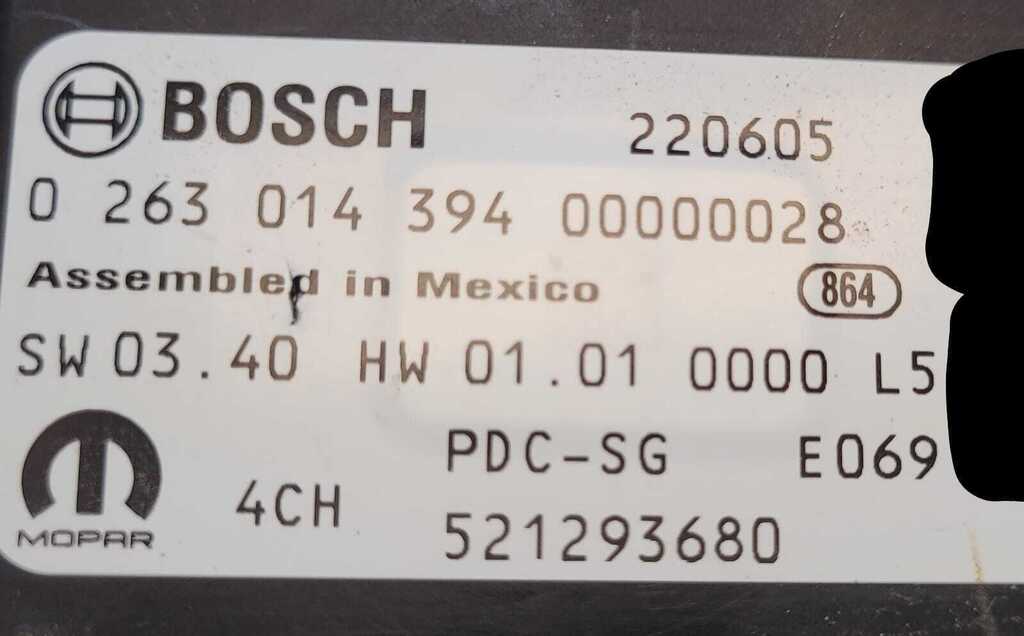 BOSCH 220605
0 263 014 394 00000028
Assembled in Mexico 864
SW 03.40 HW 01.01 0000 L5
PDC-SG E069
4CH
MOPAR
521293680